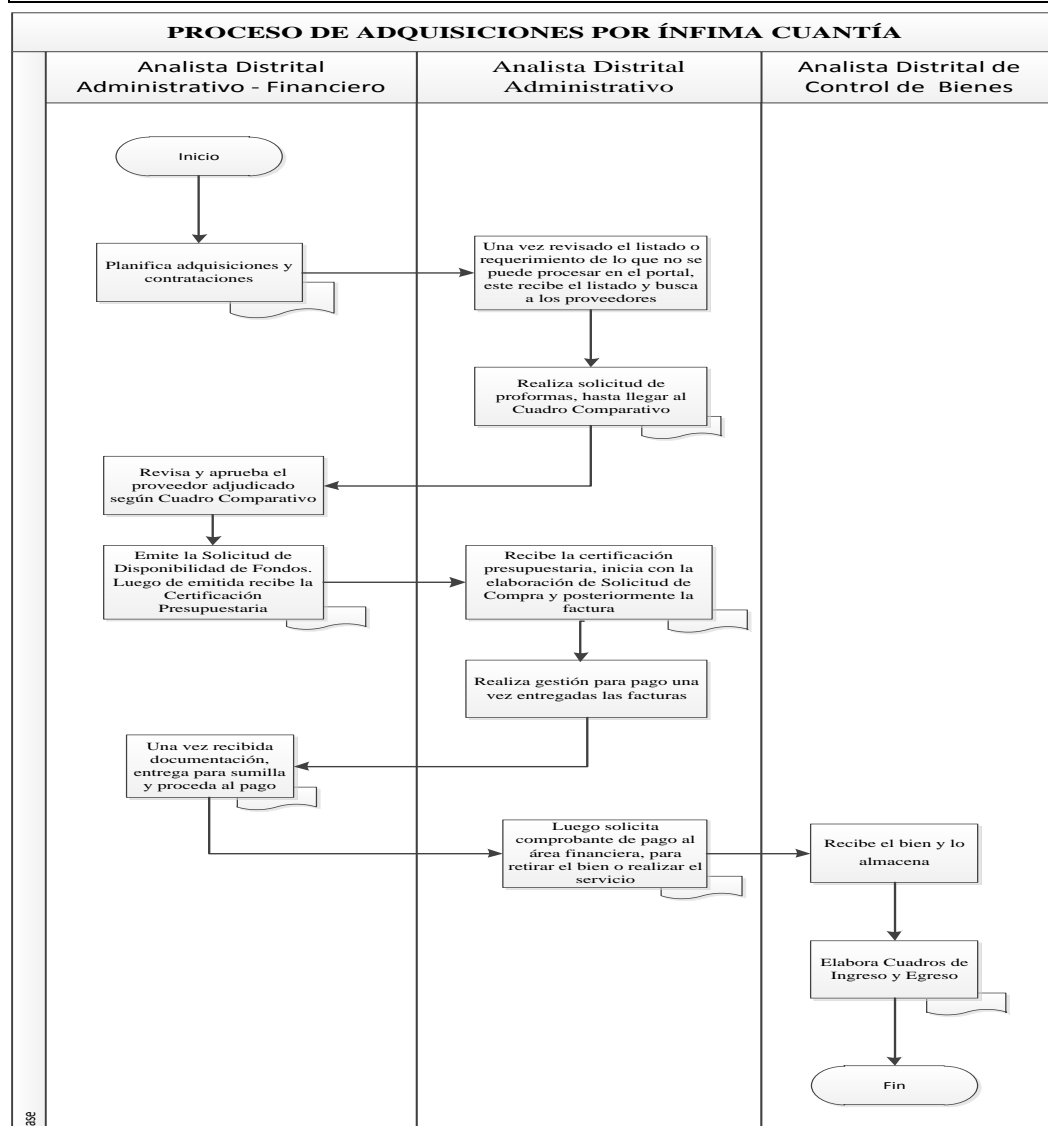 PROCESO DE ADQUISICIONES POR ÍNFIMA CUANTÍA
Analista Distrital
Administrativo - Financiero
Analista Distrital
Administrativo
Analista Distrital de
Control de Bienes
Inicio
Planifica adquisiciones y
contrataciones
Una vez revisado el listado o
requerimiento de lo que no se
puede procesar en el portal,
este recibe el listado y busca
a los proveedores
Realiza solicitud de
proformas, hasta llegar al
Cuadro Comparativo
Revisa y aprueba el
proveedor adjudicado
según Cuadro Comparativo
Emite la Solicitud de
Disponibilidad de Fondos.
Luego de emitida recibe la
Certificación
Presupuestaria
Recibe la certificación
presupuestaria, inicia con la
elaboración de Solicitud de
Compra y posteriormente la
factura
Realiza gestión para pago una
vez entregadas las facturas
Una vez recibida
documentación,
entrega para sumilla
y proceda al pago
Luego solicita
comprobante de pago al
área financiera, para
retirar el bien o realizar el
servicio
Recibe el bien y lo
almacena
Elabora Cuadros de
Ingreso y Egreso
Fin
ase